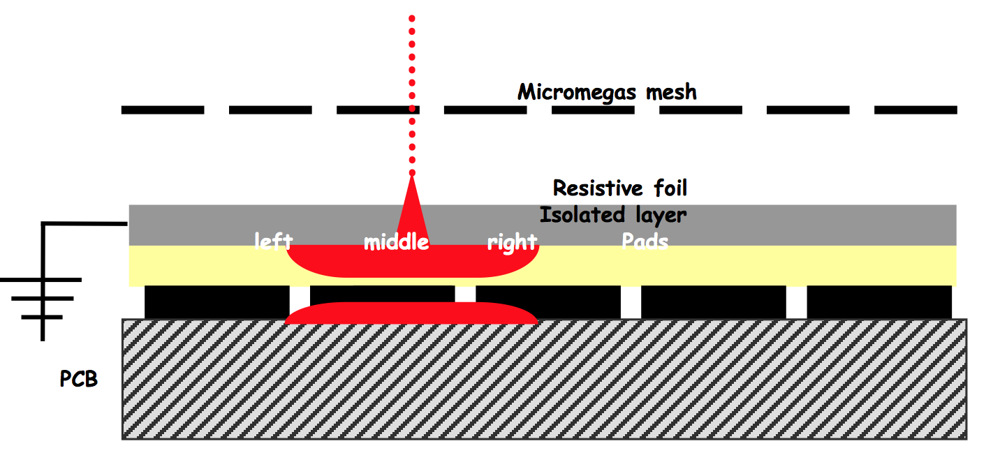 Micromegas mesh
Resistive foil
Isolated layer
left middle right Pads
PCB